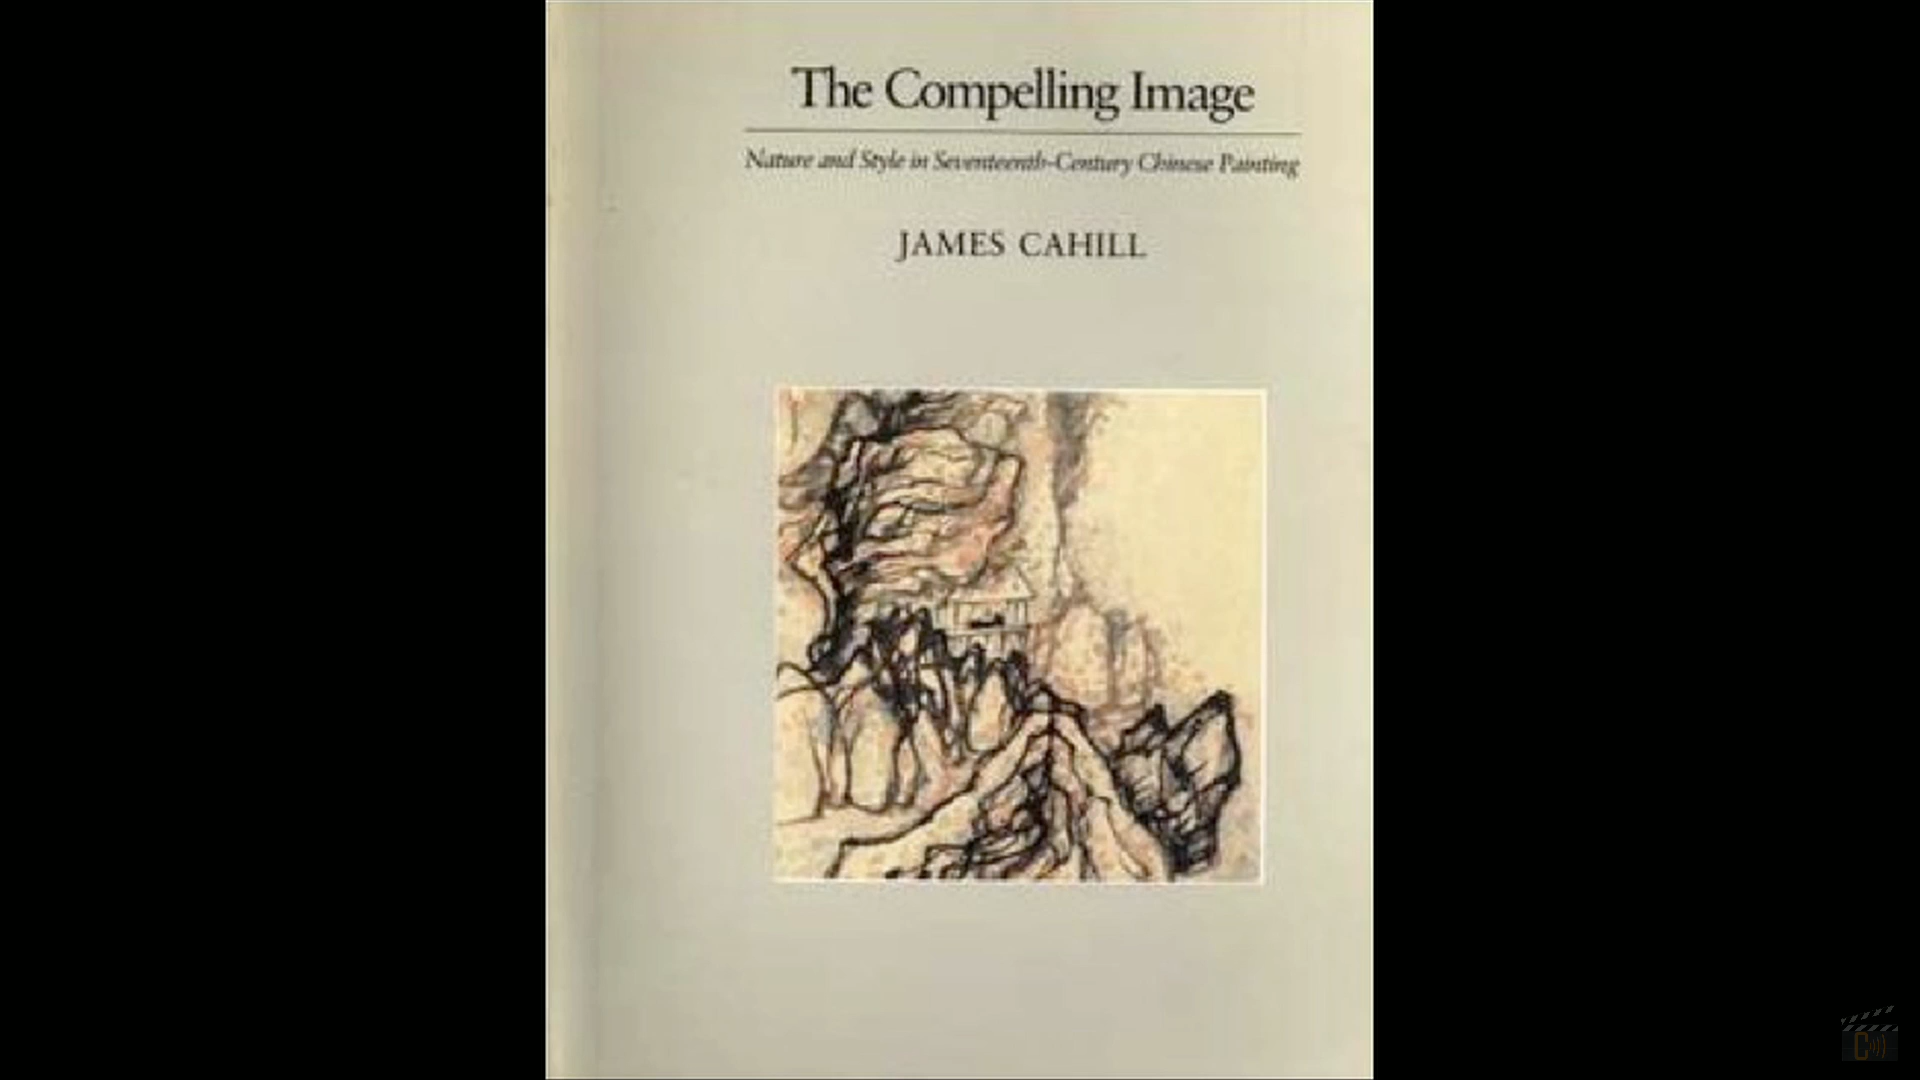 The Compelling Image
Nature and Style in Seventeenth-Century Chinese Painting
JAMES CAHILL
C